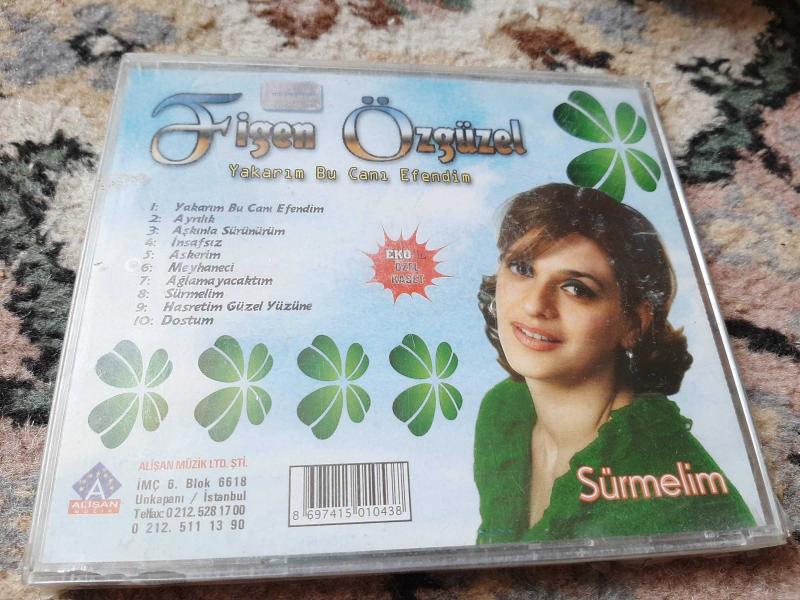 Figen Özgüzel
Yakarım Bu Canı Efendim
1: Yakarım Bu Canı Efendim
2: Ayrılık
3: Aşkınla Sürünürüm
4: İnsafsız
5: Askerim
6: Meyhaneci
7: Ağlamayacaktım
8: Sürmelim
9: Hasretim Güzel Yüzüne
10: Dostum
EKO
ÖZEL
KASET
Sürmelim
ALİŞAN MÜZİK LTD. ŞTİ.
İMÇ 6. Blok 6618
Unkapanı / İstanbul
Telfax: 0 212. 528 17 00
0 212. 511 13 90
ALİŞAN
8 697415 010438